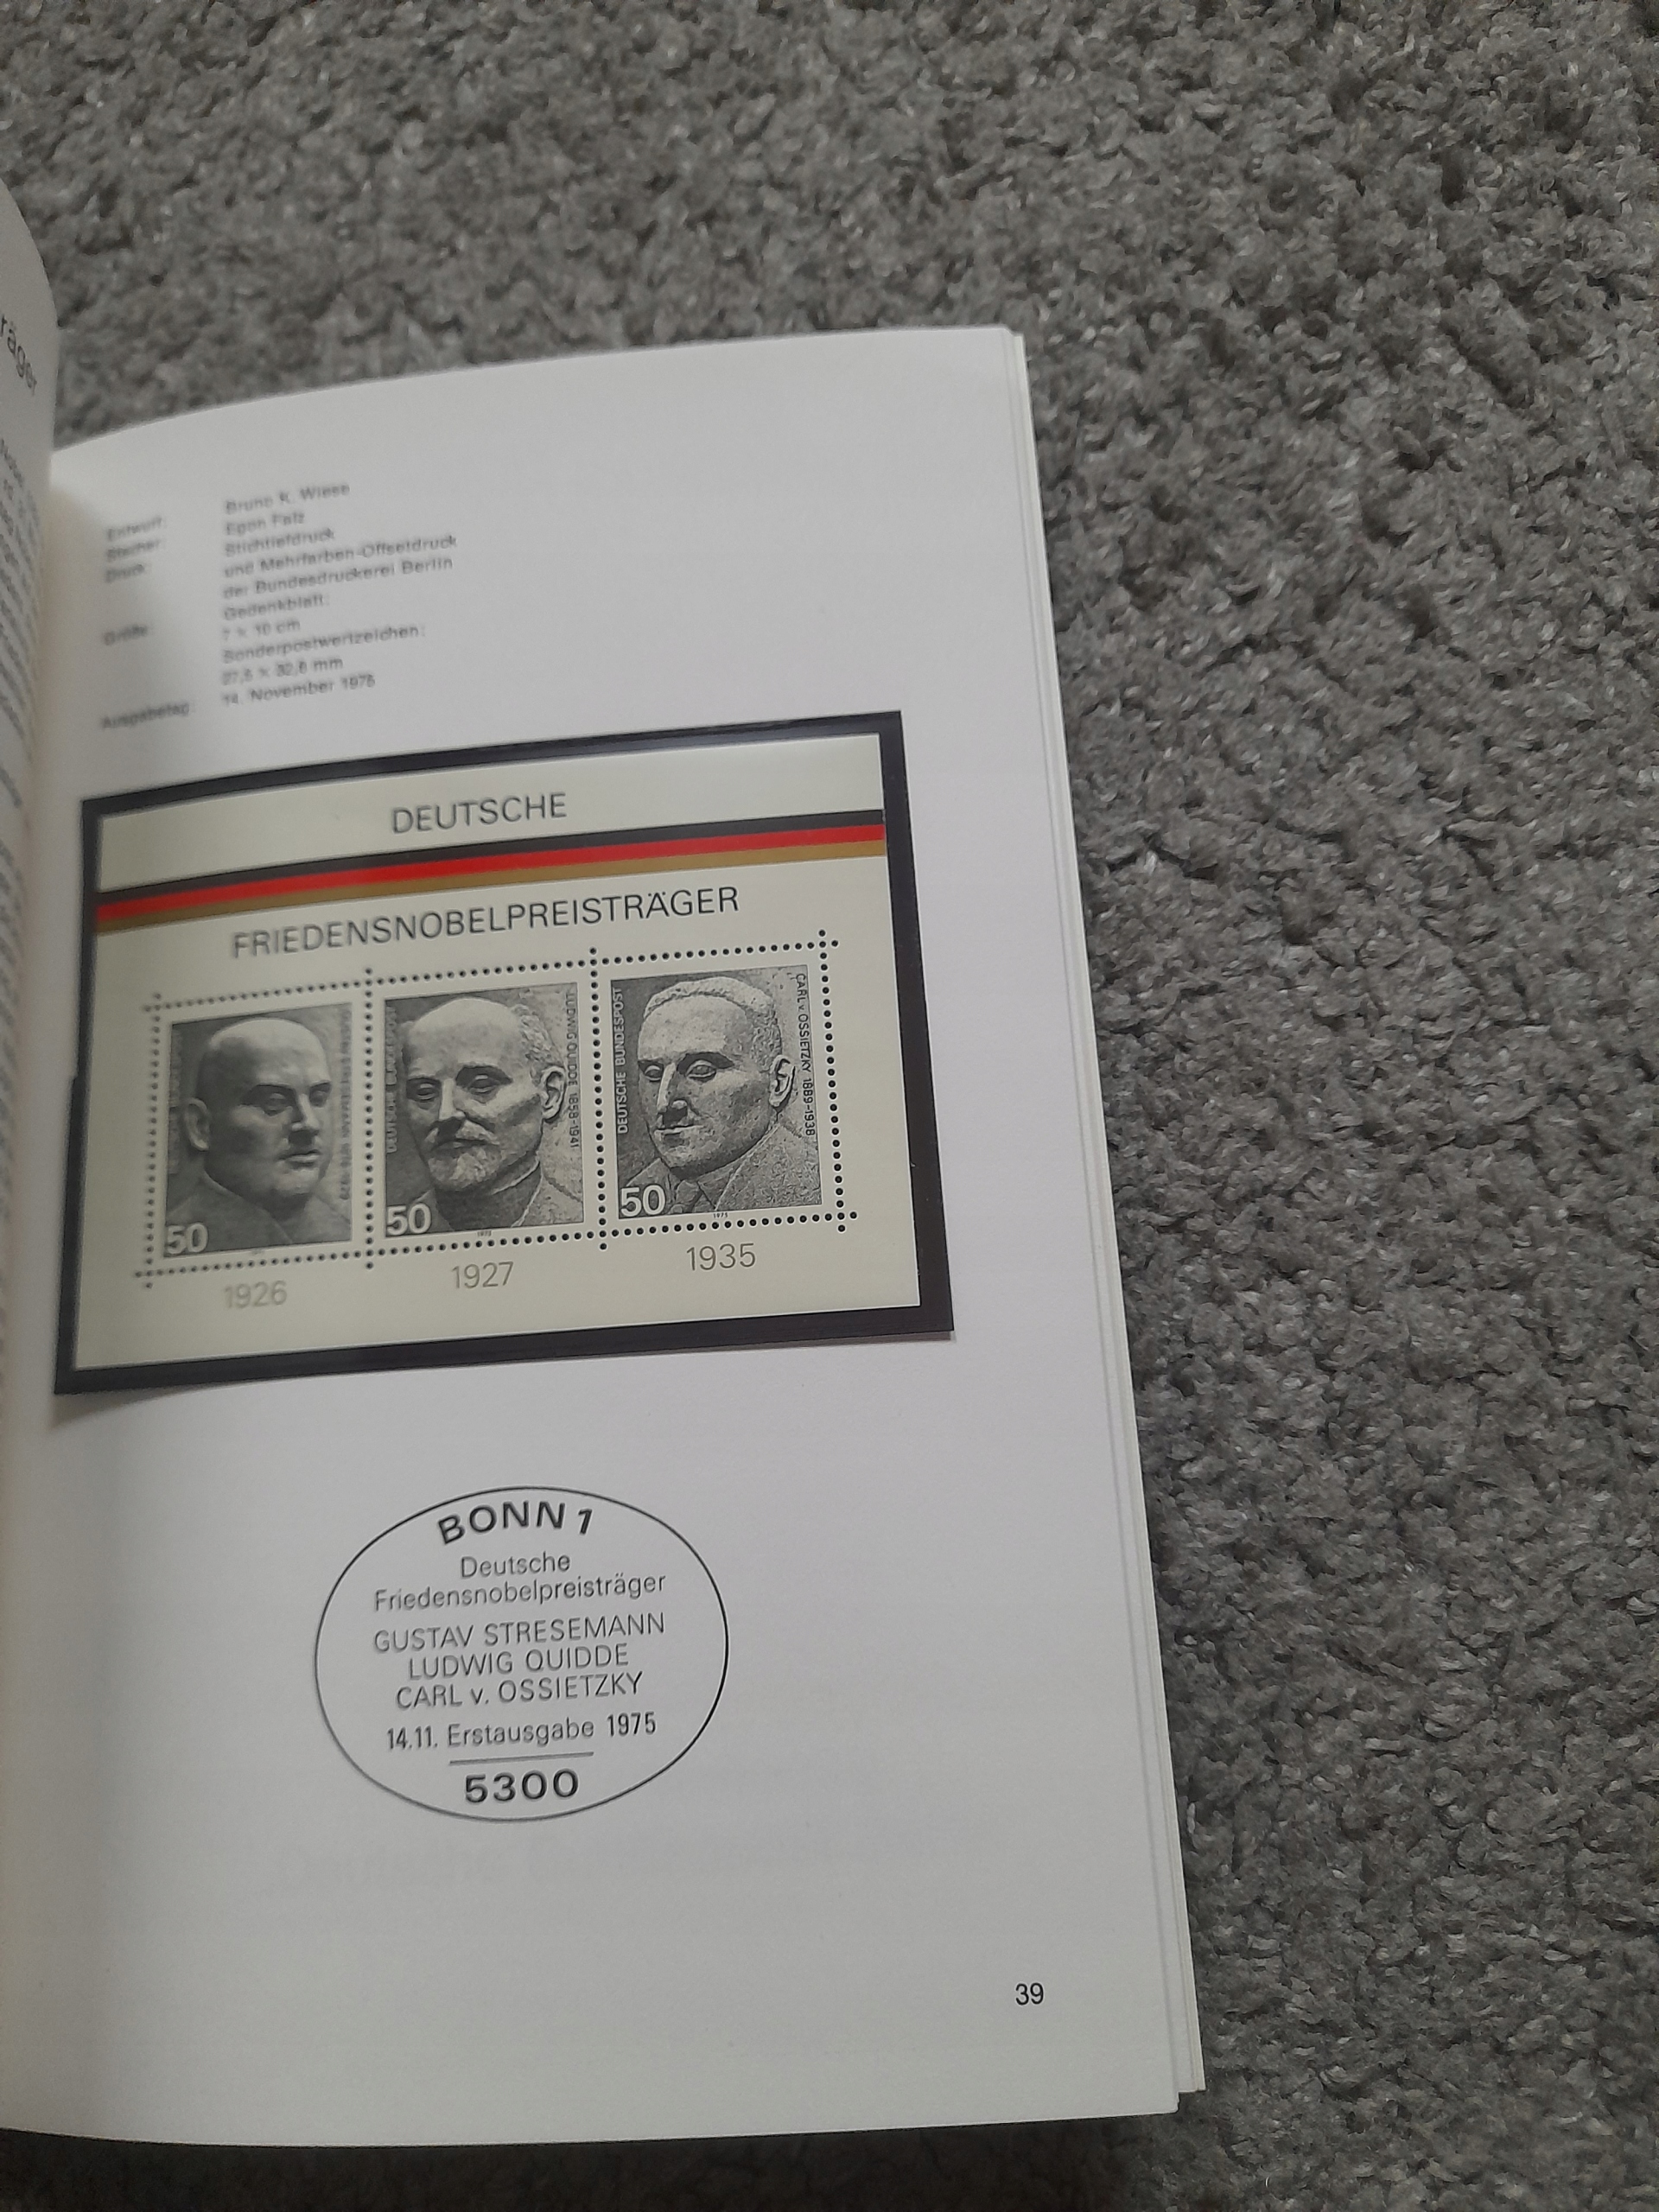 räger
Entwurf: Bruno K. Wiese
Stecher: Egon Falz
Druck: Stichtiefdruck
und Mehrfarben-Offsetdruck
der Bundesdruckerei Berlin
Größe: Gedenkblatt:
7 × 10 cm
Sonderpostwertzeichen:
27,5 × 32,8 mm
Ausgabetag: 14. November 1975
DEUTSCHE
FRIEDENSNOBELPREISTRÄGER
50
DEUTSCHE BUNDESPOST
LUDWIG QUIDDE 1858-1941
50
1975
DEUTSCHE BUNDESPOST
CARL v. OSSIETZKY 1889-1938
50
1975
1926
1927
1935
BONN 1
Deutsche
Friedensnobelpreisträger
GUSTAV STRESEMANN
LUDWIG QUIDDE
CARL v. OSSIETZKY
14.11. Erstausgabe 1975
5300
39